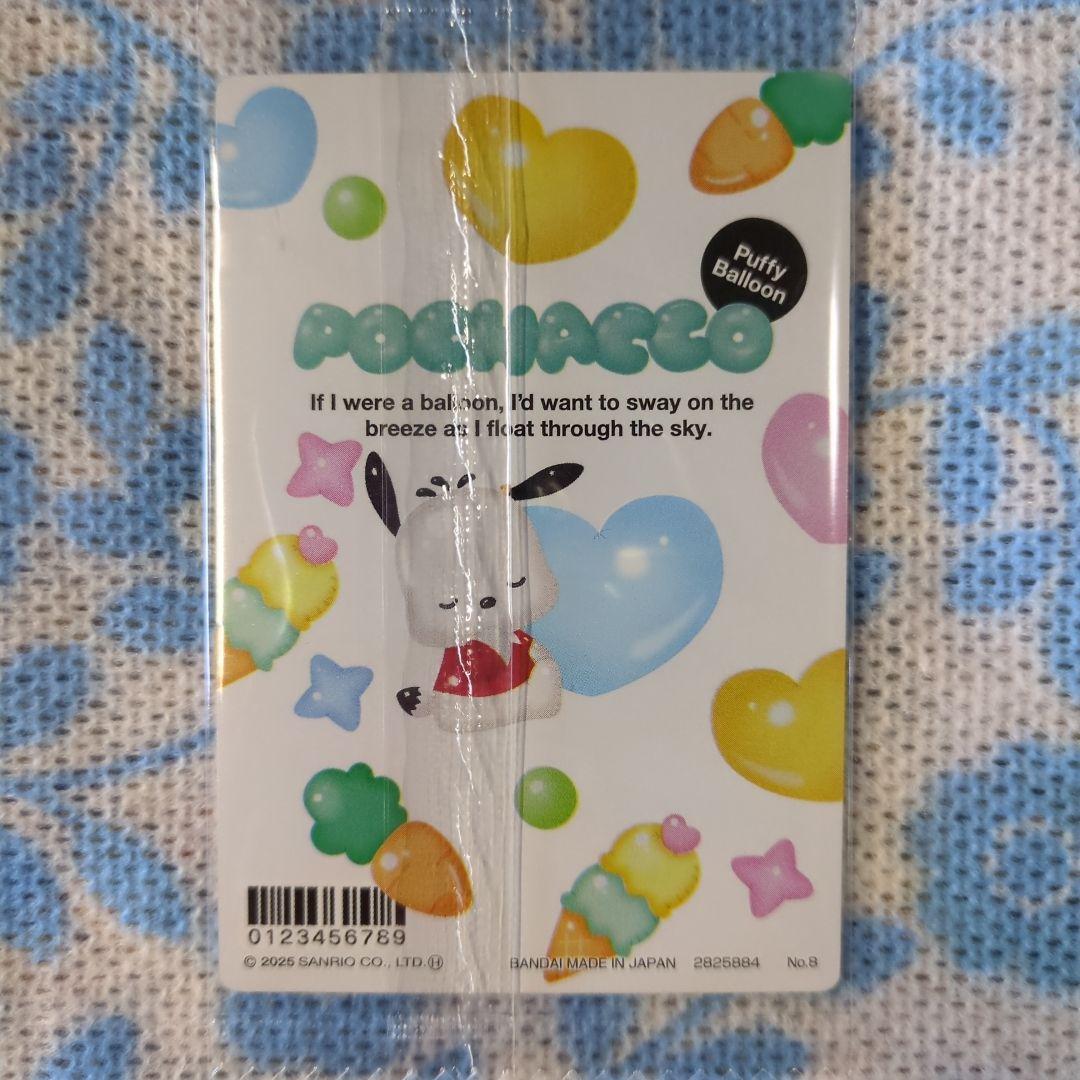 Puffy
Balloon
POCHACCO
If I were a balloon, I'd want to sway on the
breeze as I float through the sky.
0123456789
© 2025 SANRIO CO., LTD. Ⓗ
BANDAI MADE IN JAPAN 2825884 No.8